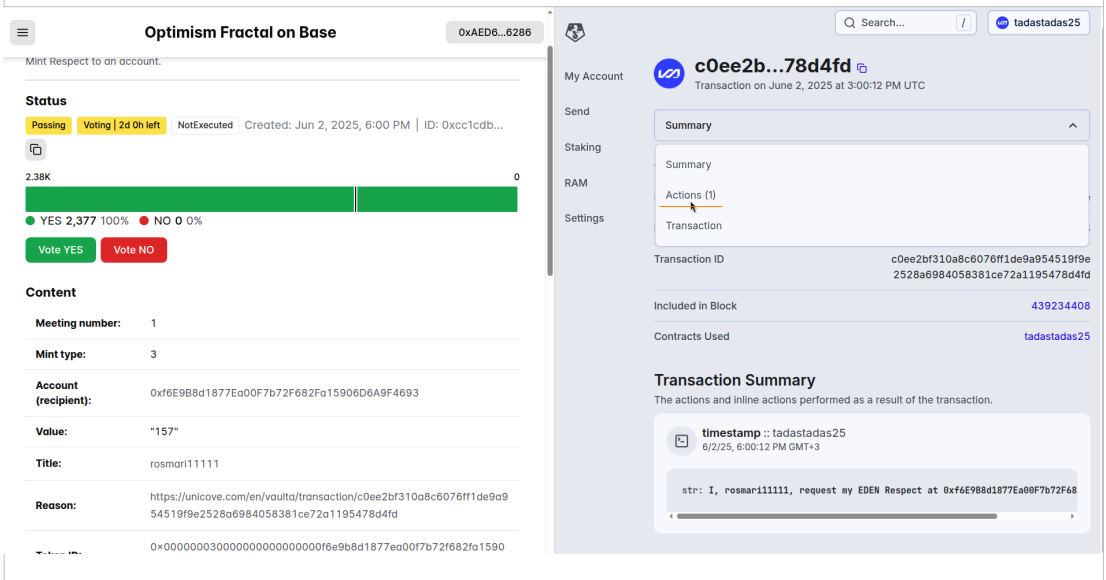 Optimism Fractal on Base
0xAED6...6286
Mint Respect to an account.
Status
Passing
Voting | 2d 0h left
NotExecuted
Created: Jun 2, 2025, 6:00 PM | ID: 0xcc1cdb...
2.38K 0
YES 2,377 100% NO 0 0%
Vote YES
Vote NO
Content
Meeting number: 1
Mint type: 3
Account (recipient): 0xf6E9B8d1877Ea00F7b72F682Fa15906D6A9F4693
Value: "157"
Title: rosmari11111
Reason: https://unicove.com/en/vaulta/transaction/c0ee2bf310a8c6076ff1de9a9
54519f9e2528a6984058381ce72a1195478d4fd
Token ID: 0x000000030000000000000000f6e9b8d1877ea00f7b72f682fa1590
Search... /
tadastadas25
My Account
Send
Staking
RAM
Settings
c0ee2b...78d4fd
Transaction on June 2, 2025 at 3:00:12 PM UTC
Summary
Summary
Actions (1)
Transaction
Transaction ID c0ee2bf310a8c6076ff1de9a954519f9e
2528a6984058381ce72a1195478d4fd
Included in Block 439234408
Contracts Used tadastadas25
Transaction Summary
The actions and inline actions performed as a result of the transaction.
timestamp :: tadastadas25
6/2/25, 6:00:12 PM GMT+3
str: I, rosmari11111, request my EDEN Respect at 0xf6E9B8d1877Ea00F7b72F68